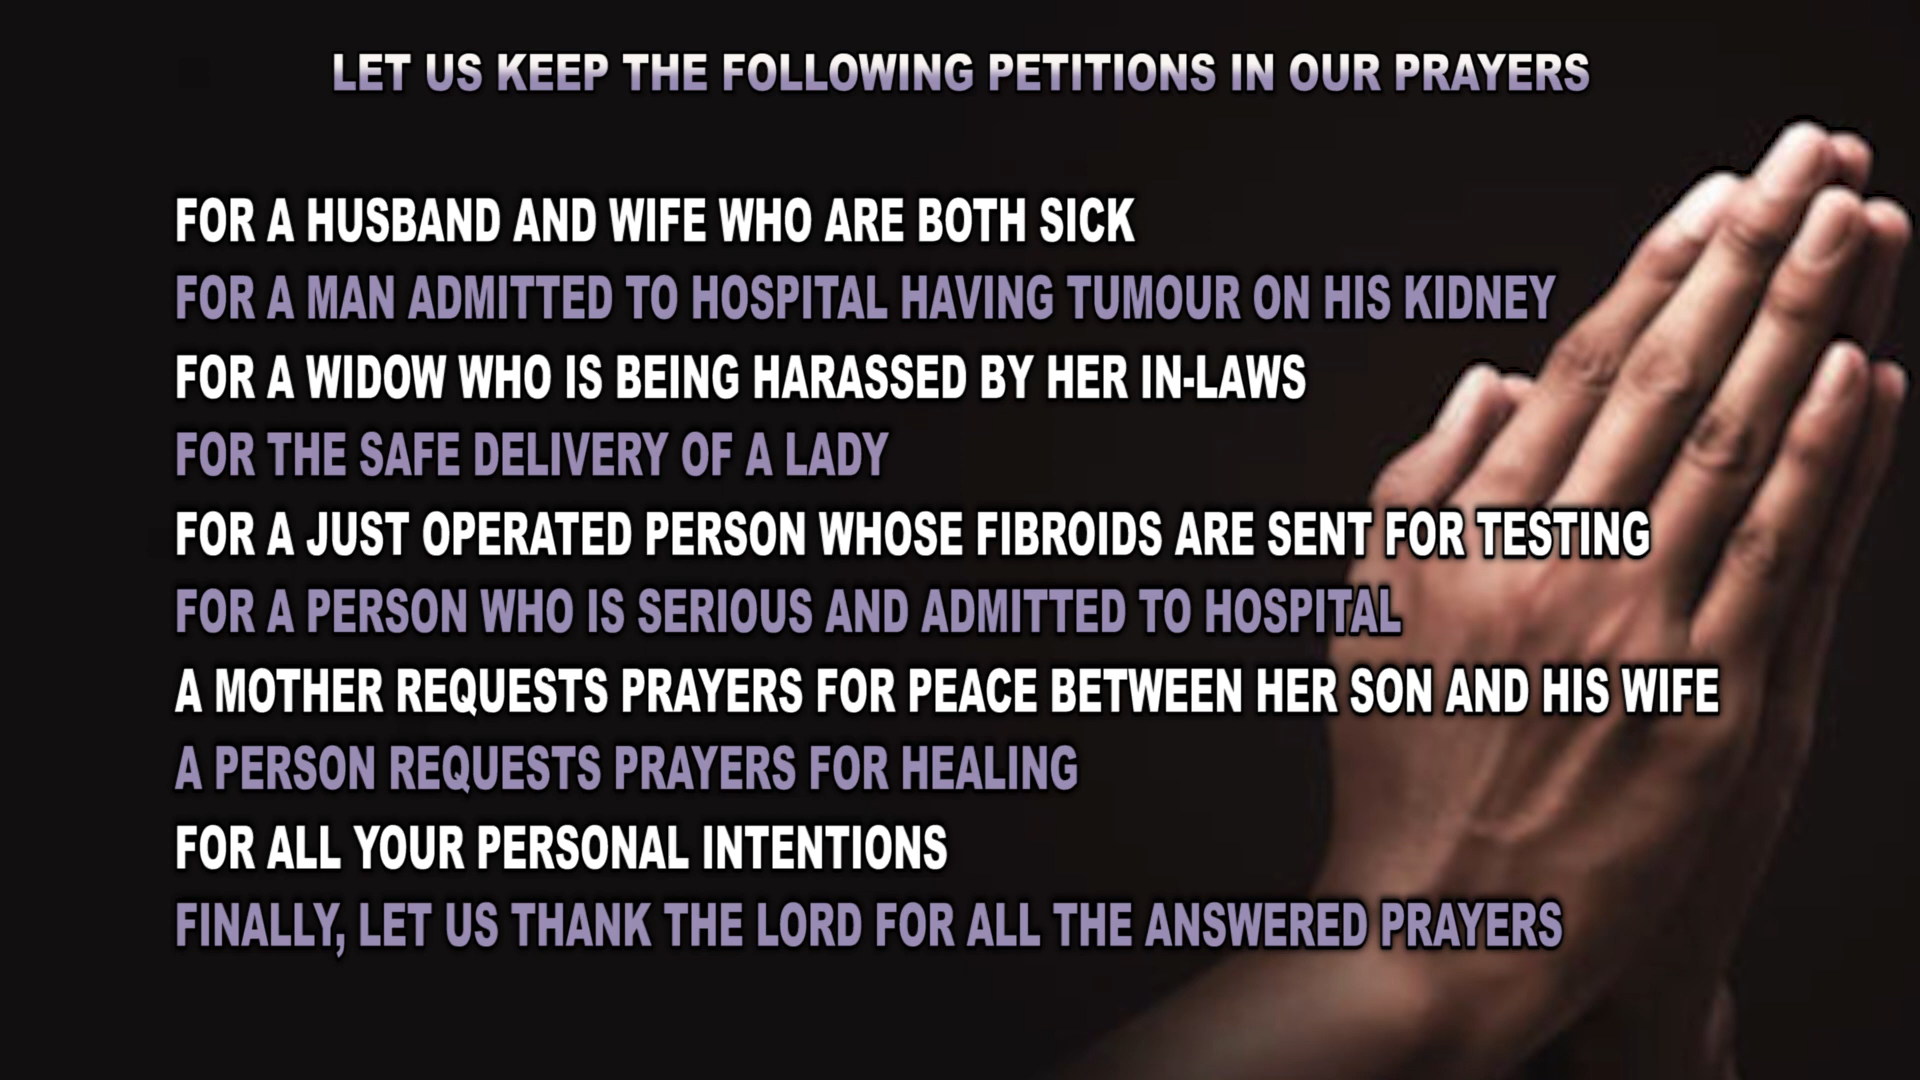 LET US KEEP THE FOLLOWING PETITIONS IN OUR PRAYERS
FOR A HUSBAND AND WIFE WHO ARE BOTH SICK
FOR A MAN ADMITTED TO HOSPITAL HAVING TUMOUR ON HIS KIDNEY
FOR A WIDOW WHO IS BEING HARASSED BY HER IN-LAWS
FOR THE SAFE DELIVERY OF A LADY
FOR A JUST OPERATED PERSON WHOSE FIBROIDS ARE SENT FOR TESTING
FOR A PERSON WHO IS SERIOUS AND ADMITTED TO HOSPITAL
A MOTHER REQUESTS PRAYERS FOR PEACE BETWEEN HER SON AND HIS WIFE
A PERSON REQUESTS PRAYERS FOR HEALING
FOR ALL YOUR PERSONAL INTENTIONS
FINALLY, LET US THANK THE LORD FOR ALL THE ANSWERED PRAYERS